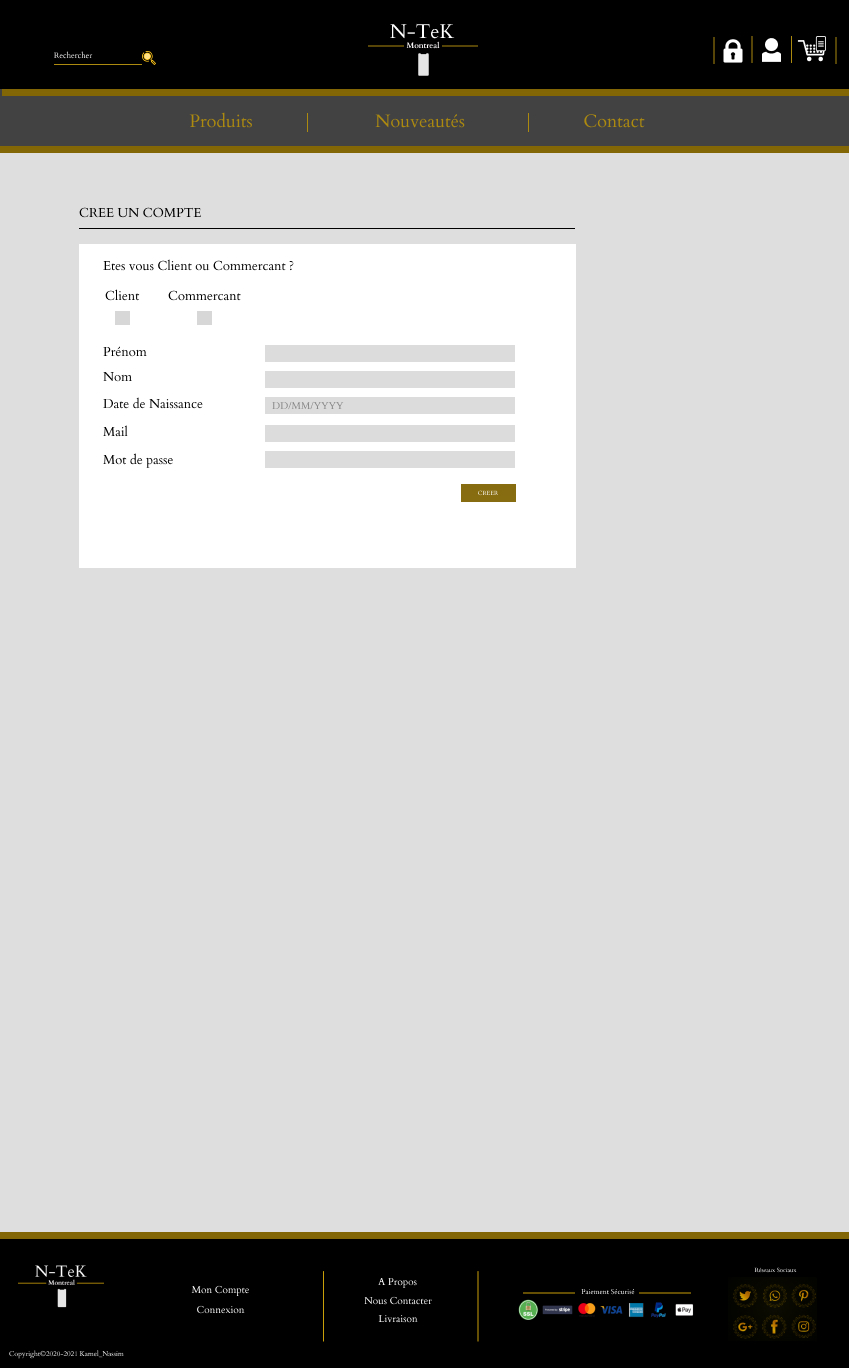 N-TeK
Montreal
Rechercher
Produits
Nouveautés
Contact
CREE UN COMPTE
Etes vous Client ou Commercant ?
Client
Commercant
Prénom
Nom
Date de Naissance
DD/MM/YYYY
Mail
Mot de passe
CREER
N-TeK
Montreal
Mon Compte
Connexion
A Propos
Nous Contacter
Livraison
Paiement Sécurisé
SSL
stripe
VISA
PayPal
Pay
Réseaux Sociaux
G+
Copyright©2020-2021 Kamel_Nassim